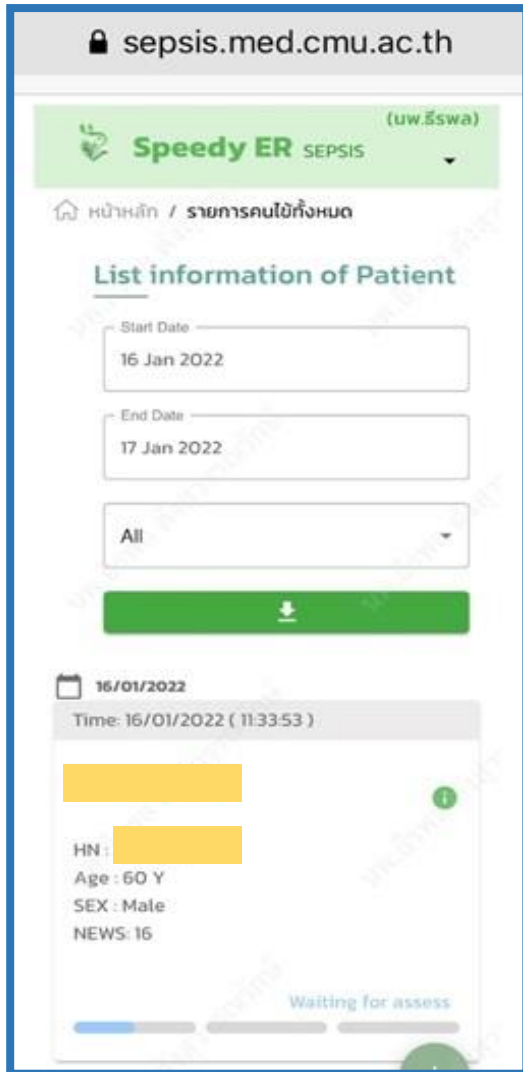 sepsis.med.cmu.ac.th
(นพ.ธีรพล)
Speedy ER SEPSIS
หน้าหลัก / รายการคนไข้ทั้งหมด
List information of Patient
Start Date
16 Jan 2022
End Date
17 Jan 2022
All
16/01/2022
Time: 16/01/2022 ( 11:33:53 )
HN :
Age : 60 Y
SEX : Male
NEWS: 16
Waiting for assess